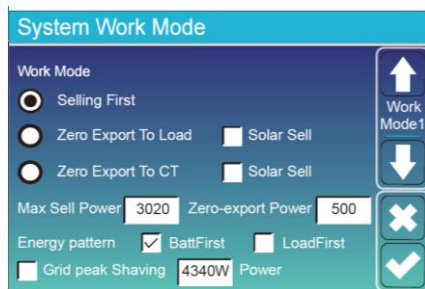 System Work Mode
Work Mode
Selling First
Zero Export To Load Solar Sell
Zero Export To CT Solar Sell
Max Sell Power 3020 Zero-export Power 500
Energy pattern BattFirst LoadFirst
Grid peak Shaving 4340W Power
Work
Mode1